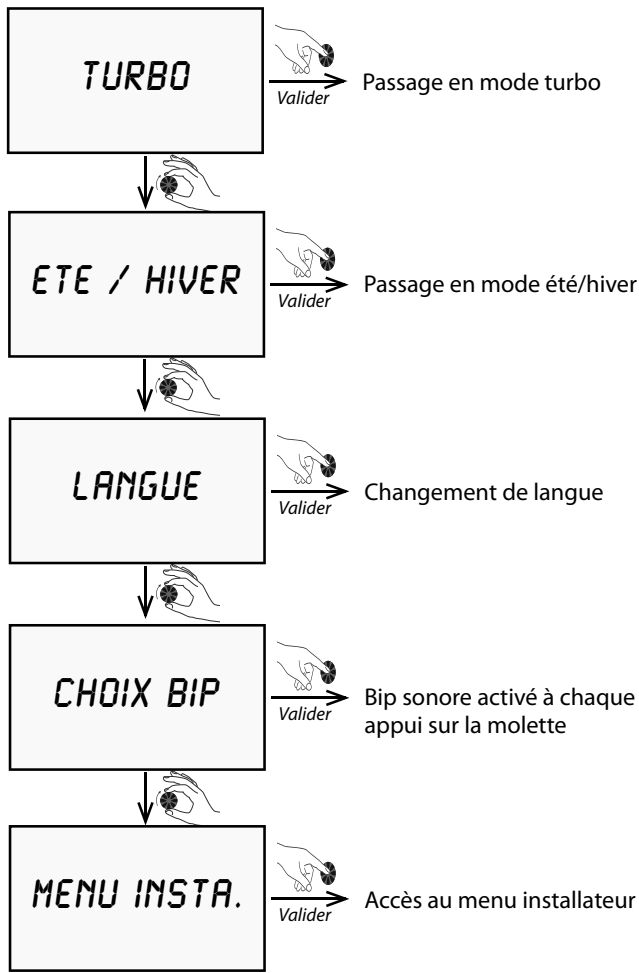 TURBO
Valider
Passage en mode turbo
ETE / HIVER
Valider
Passage en mode été/hiver
LANGUE
Valider
Changement de langue
CHOIX BIP
Valider
Bip sonore activé à chaque
appui sur la molette
MENU INSTA.
Valider
Accès au menu installateur